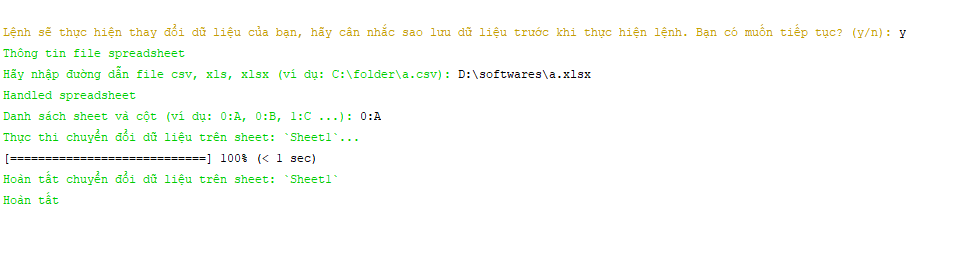 Lệnh sẽ thực hiện thay đổi dữ liệu của bạn, hãy cân nhắc sao lưu dữ liệu trước khi thực hiện lệnh. Bạn có muốn tiếp tục? (y/n): y
Thông tin file spreadsheet
Hãy nhập đường dẫn file csv, xls, xlsx (ví dụ: C:\folder\a.csv): D:\softwares\a.xlsx
Handled spreadsheet
Danh sách sheet và cột (ví dụ: 0:A, 0:B, 1:C ...): 0:A
Thực thi chuyển đổi dữ liệu trên sheet: `Sheet1`...
[============================] 100% (< 1 sec)
Hoàn tất chuyển đổi dữ liệu trên sheet: `Sheet1`
Hoàn tất